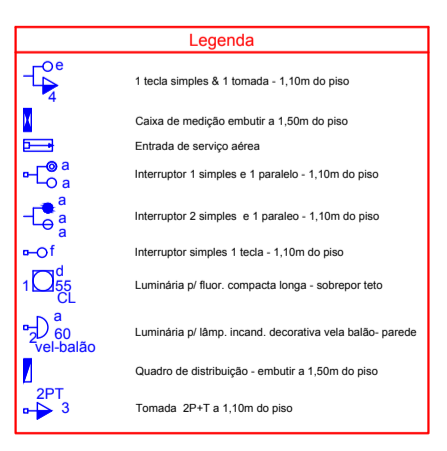 Legenda
e
4
1 tecla simples & 1 tomada - 1,10m do piso
Caixa de medição embutir a 1,50m do piso
Entrada de serviço aérea
a
a
Interruptor 1 simples e 1 paralelo - 1,10m do piso
a
a
a
Interruptor 2 simples e 1 paraleo - 1,10m do piso
f
Interruptor simples 1 tecla - 1,10m do piso
d
1 55
CL
Luminária p/ fluor. compacta longa - sobrepor teto
a
2 60
vel-balão
Luminária p/ lâmp. incand. decorativa vela balão- parede
Quadro de distribuição - embutir a 1,50m do piso
2PT
3
Tomada 2P+T a 1,10m do piso